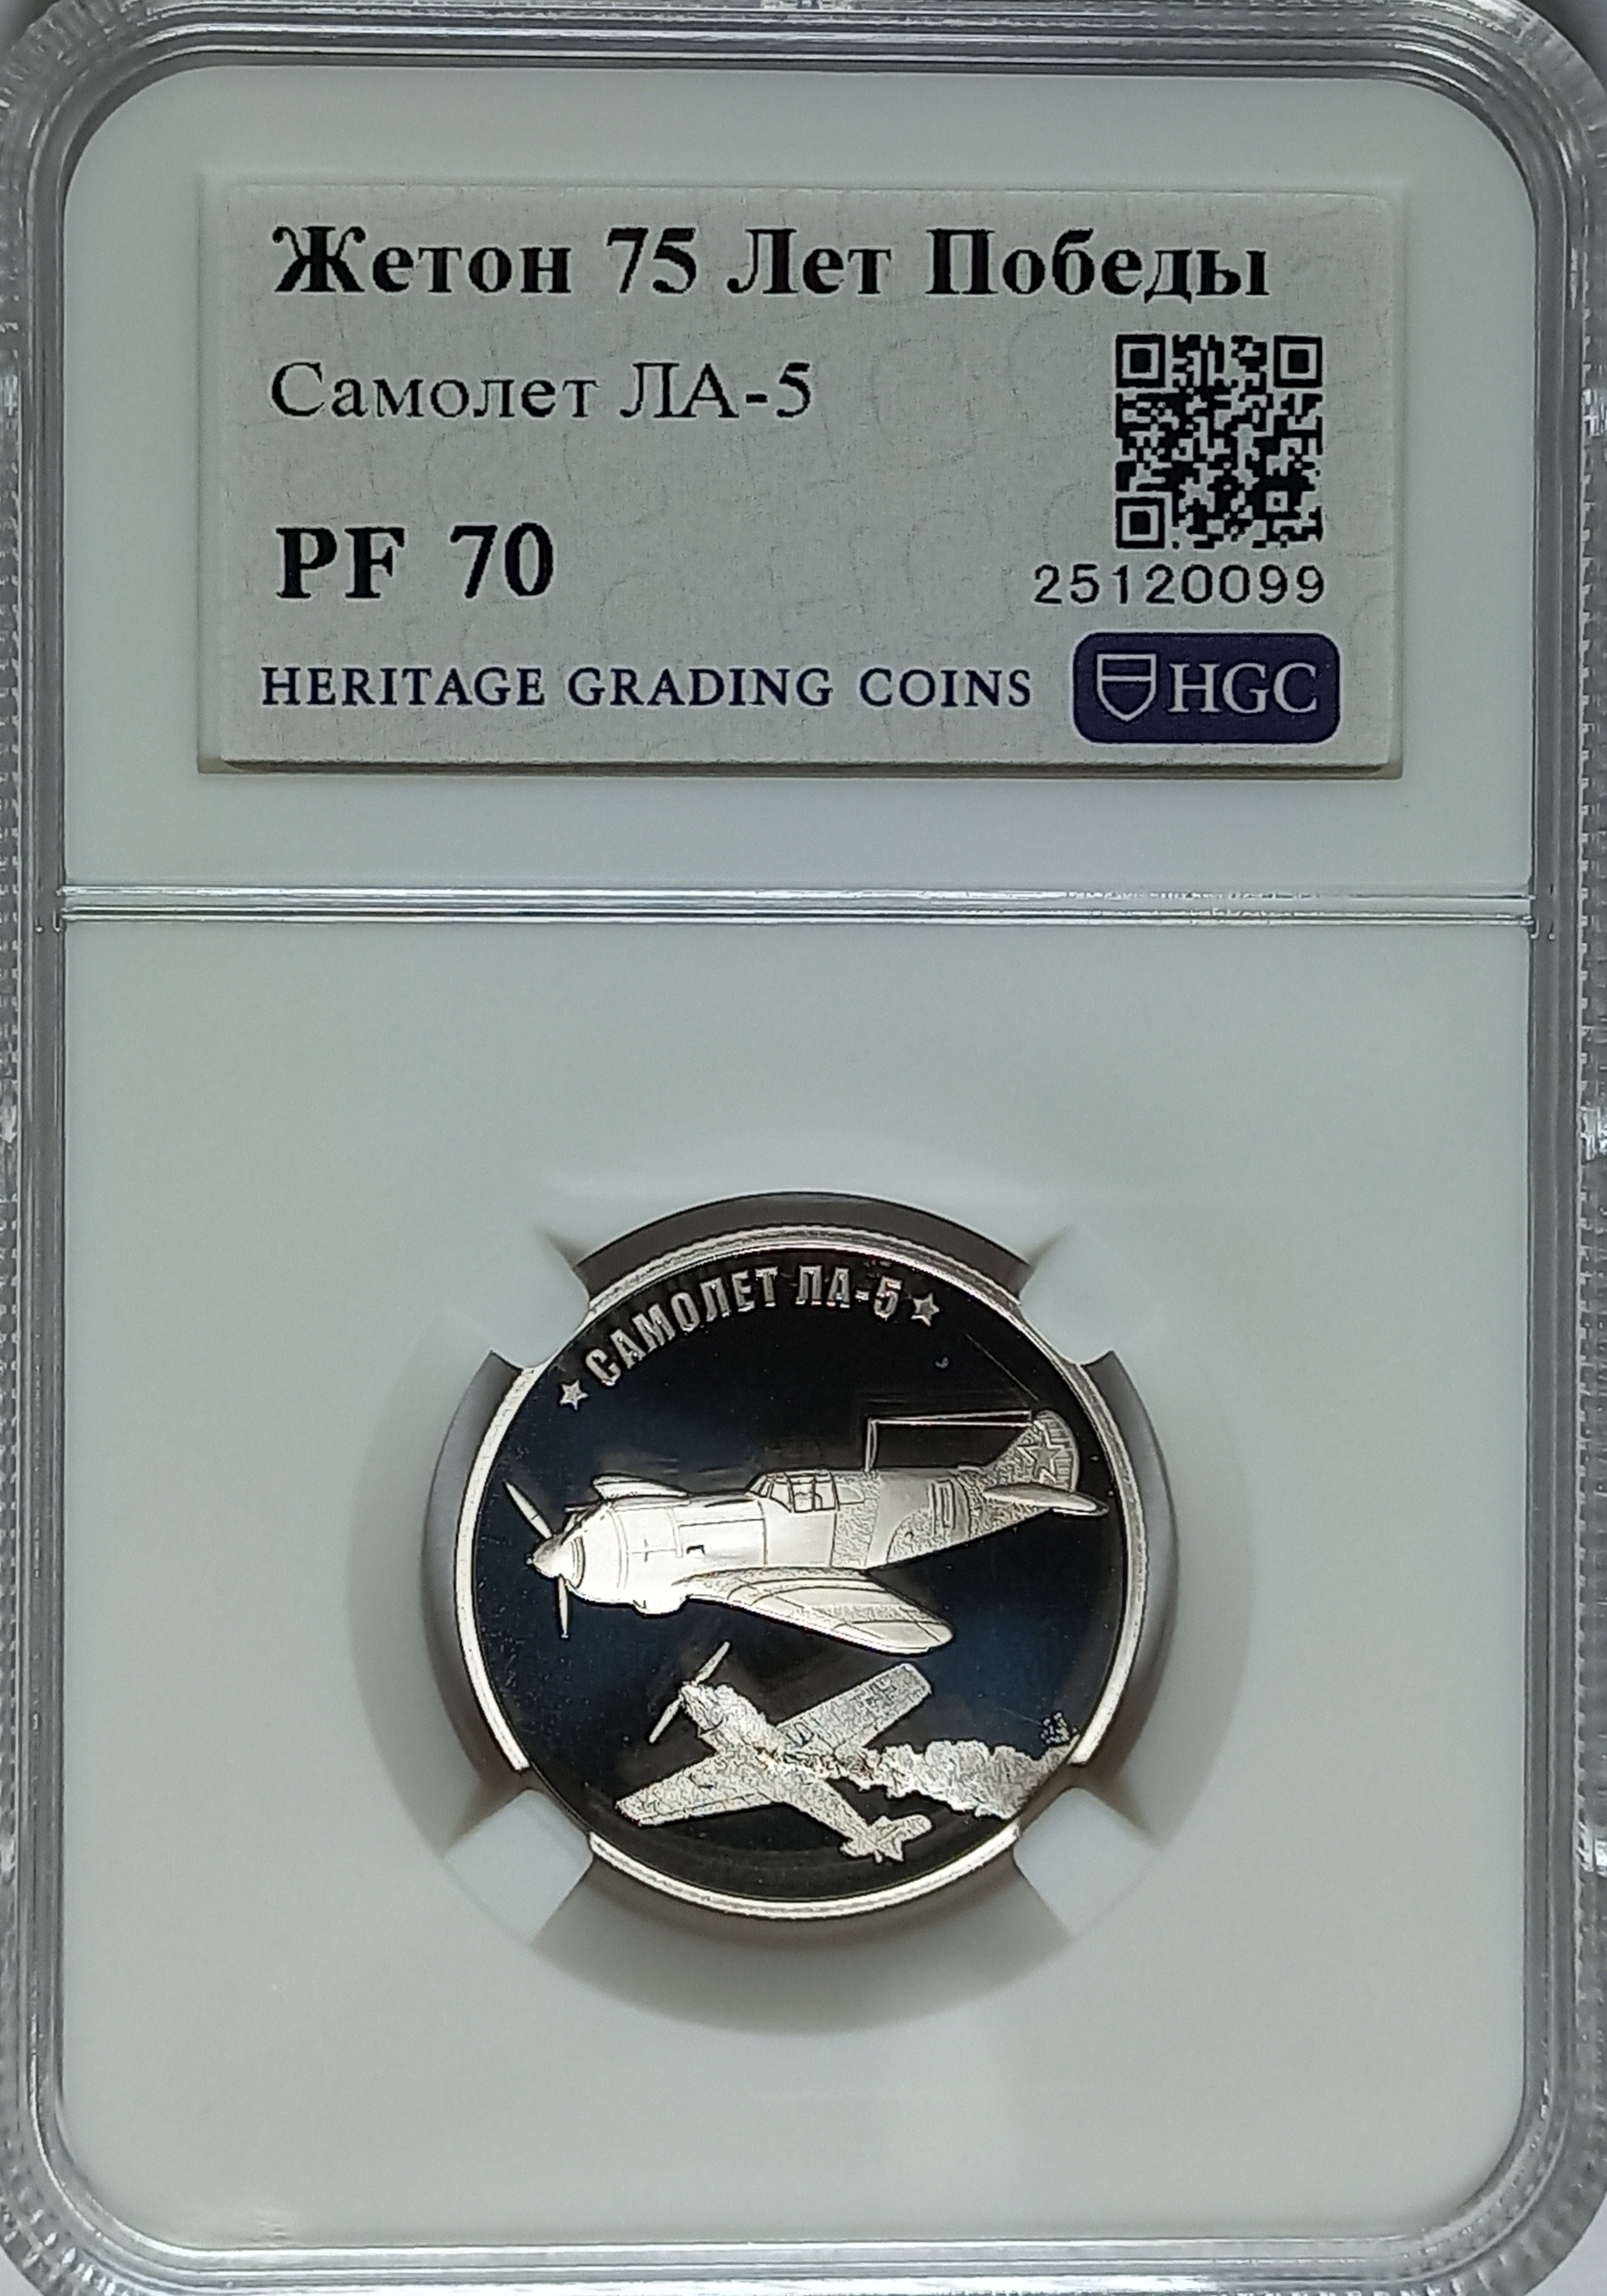 Жетон 75 Лет Победы
Самолет ЛА-5
PF 70
25120099
HERITAGE GRADING COINS HGC
САМОЛЕТ ЛА-5